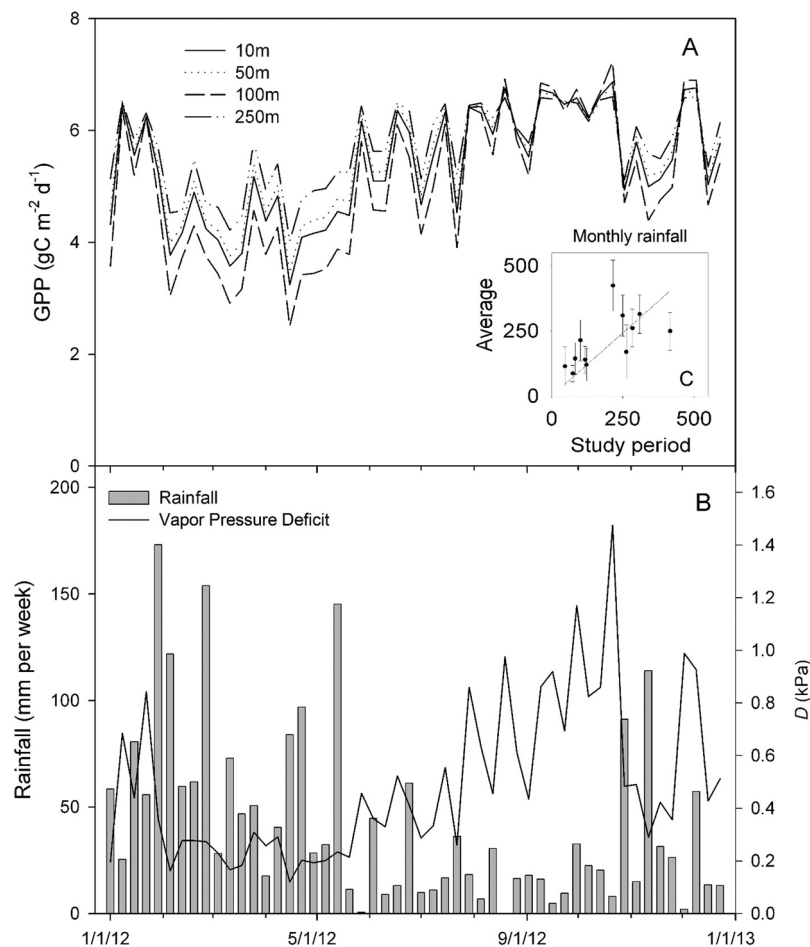 8
A
10m
50m
100m
250m
6
4
2
0
GPP (gC m⁻² d⁻¹)
Monthly rainfall
500
250
0
Average
C
0 250 500
Study period
200
150
100
50
0
Rainfall (mm per week)
Rainfall
Vapor Pressure Deficit
B
1.6
1.4
1.2
1.0
0.8
0.6
0.4
0.2
0.0
D (kPa)
1/1/12 5/1/12 9/1/12 1/1/13